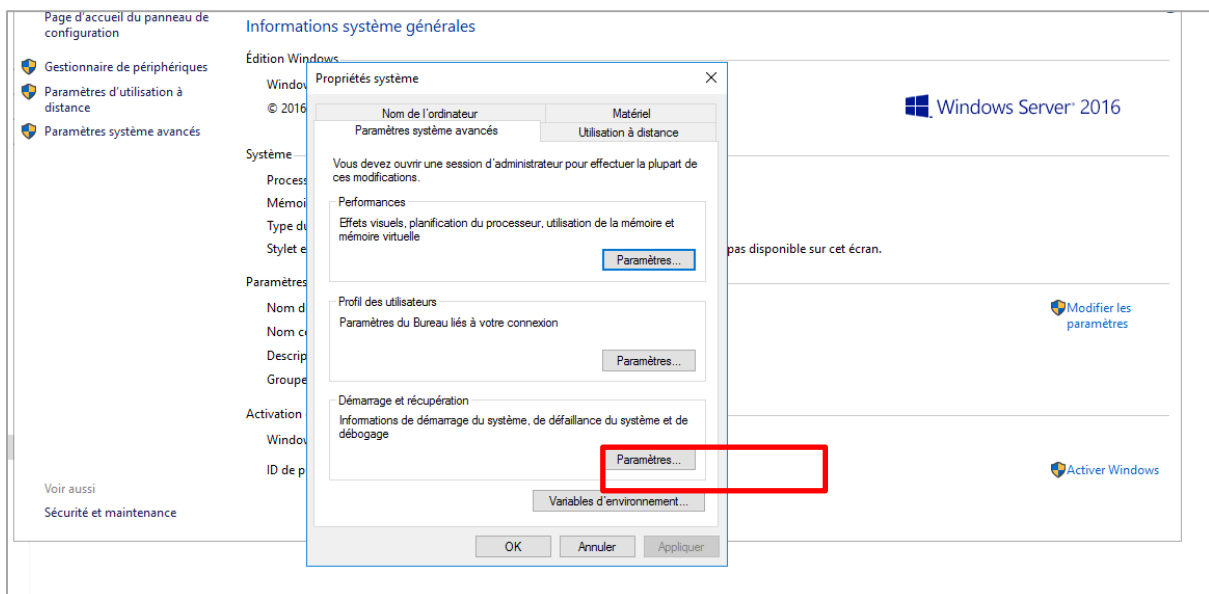 Page d'accueil du panneau de
configuration
Gestionnaire de périphériques
Paramètres d'utilisation à
distance
Paramètres système avancés
Voir aussi
Sécurité et maintenance
Informations système générales
Édition Windows
© 2016
Windows Server 2016
Système
pas disponible sur cet écran.
Paramètres
Modifier les
paramètres
Activation
ID de p
Activer Windows
Propriétés système
Nom de l'ordinateur
Matériel
Paramètres système avancés
Utilisation à distance
Vous devez ouvrir une session d'administrateur pour effectuer la plupart de
ces modifications.
Performances
Effets visuels, planification du processeur, utilisation de la mémoire et
mémoire virtuelle
Paramètres...
Profil des utilisateurs
Paramètres du Bureau liés à votre connexion
Paramètres...
Démarrage et récupération
Informations de démarrage du système, de défaillance du système et de
débogage
Paramètres...
Variables d'environnement...
OK
Annuler
Appliquer